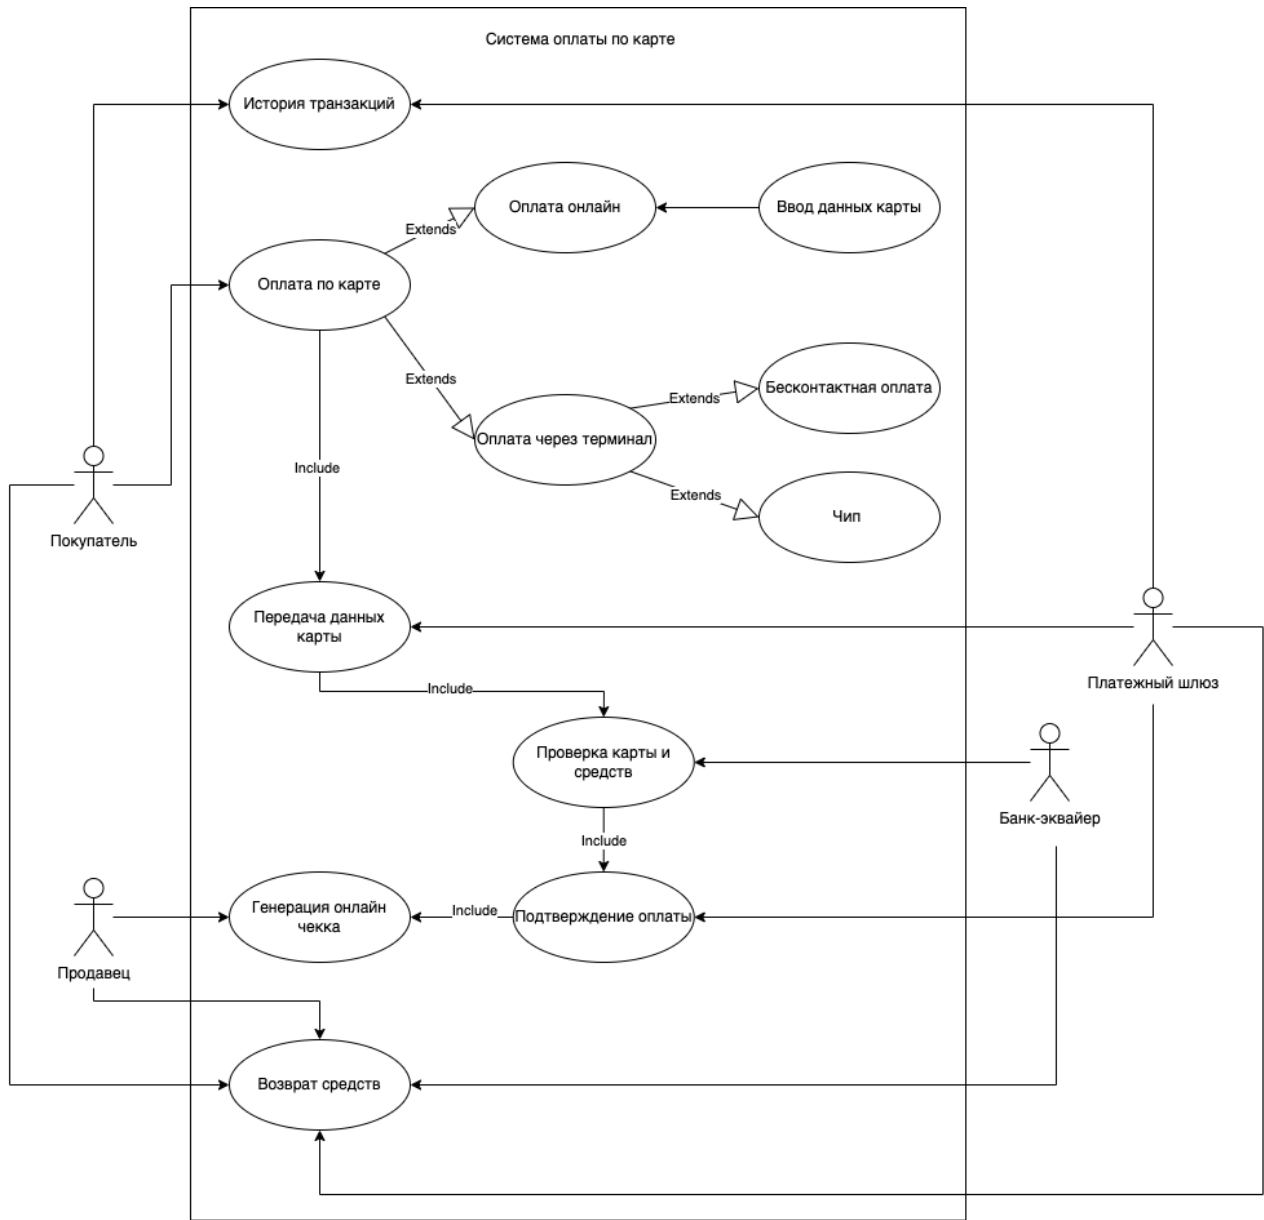 Система оплаты по карте
История транзакций
Оплата онлайн
Ввод данных карты
Extends
Оплата по карте
Extends
Бесконтактная оплата
Extends
Оплата через терминал
Include
Extends
Чип
Покупатель
Передача данных
карты
Платежный шлюз
Include
Проверка карты и
средств
Банк-эквайер
Include
Генерация онлайн
чекка
Include
Подтверждение оплаты
Продавец
Возврат средств